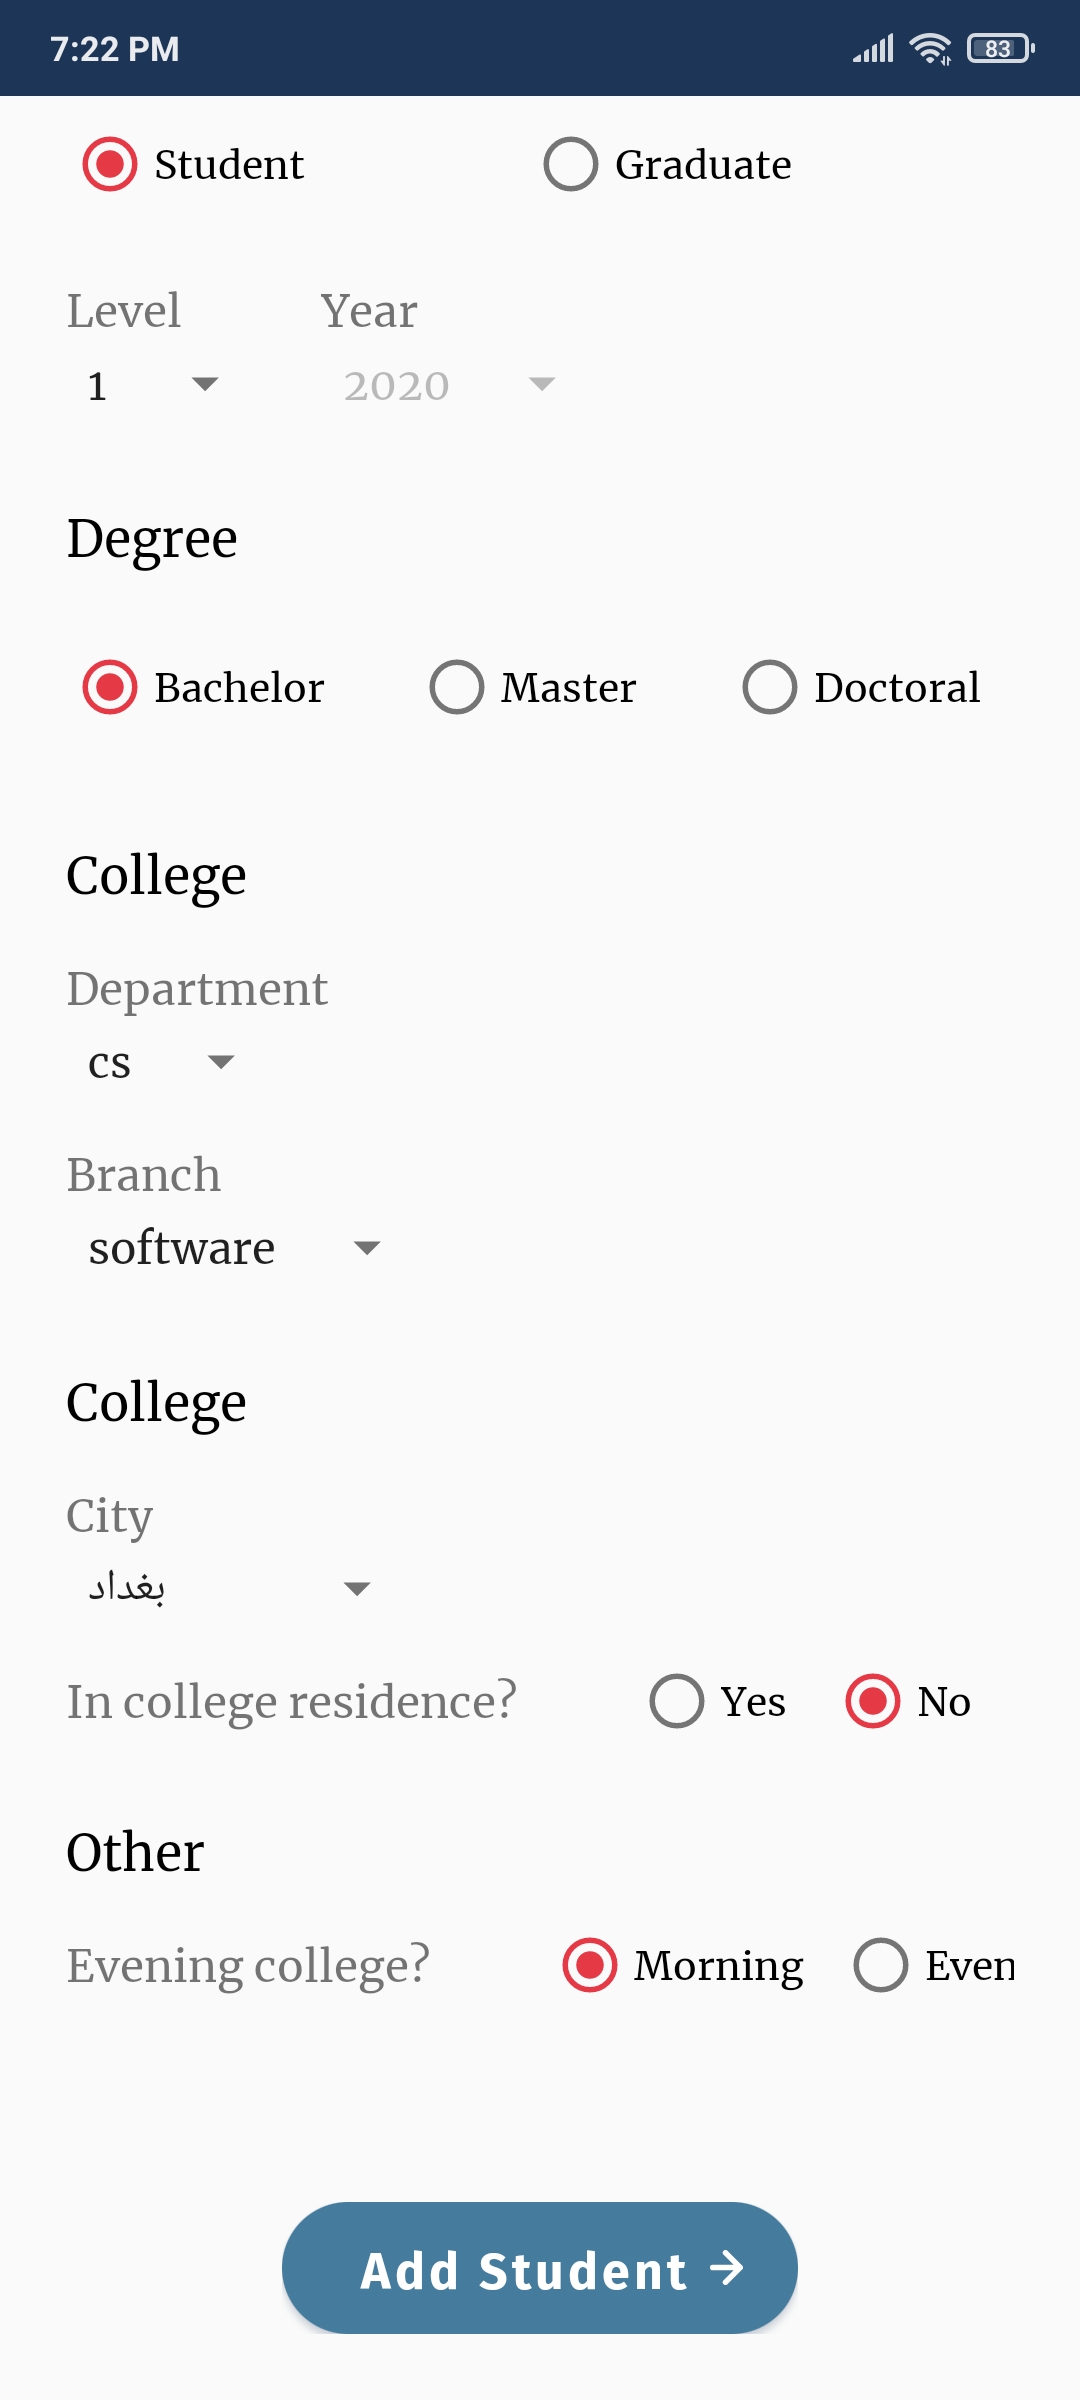 7:22 PM 83
Student Graduate
Level Year
1 2020
Degree
Bachelor Master Doctoral
College
Department
cs
Branch
software
College
City
بغداد
In college residence? Yes No
Other
Evening college? Morning Even
Add Student →